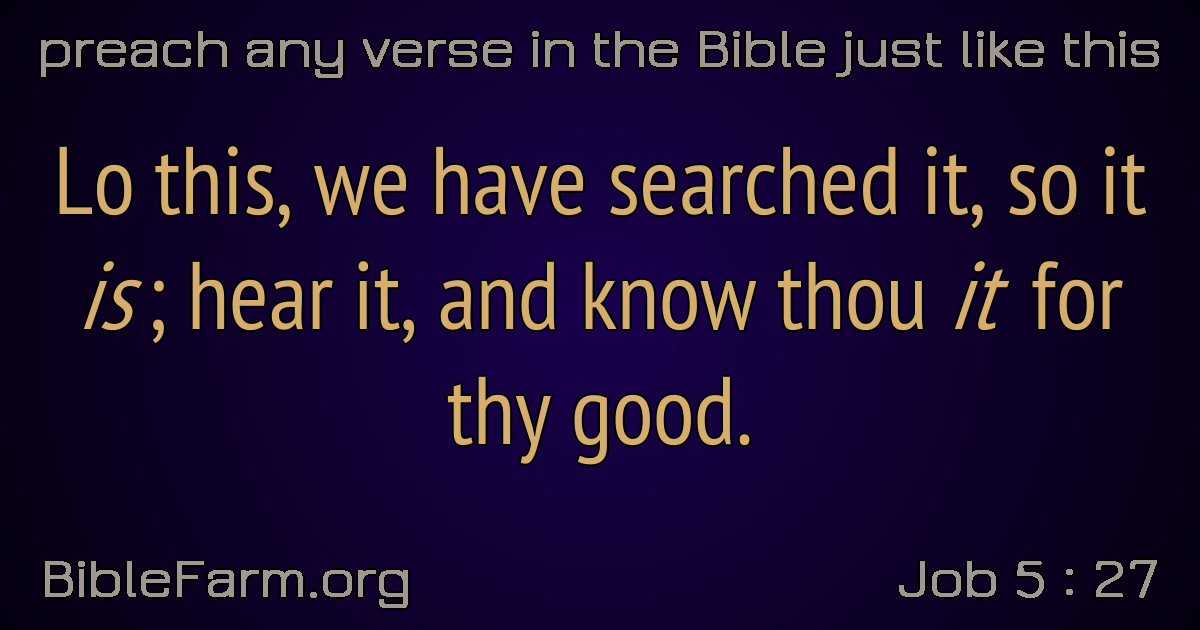 preach any verse in the Bible just like this
Lo this, we have searched it, so it
is; hear it, and know thou it for
thy good.
BibleFarm.org
Job 5 : 27